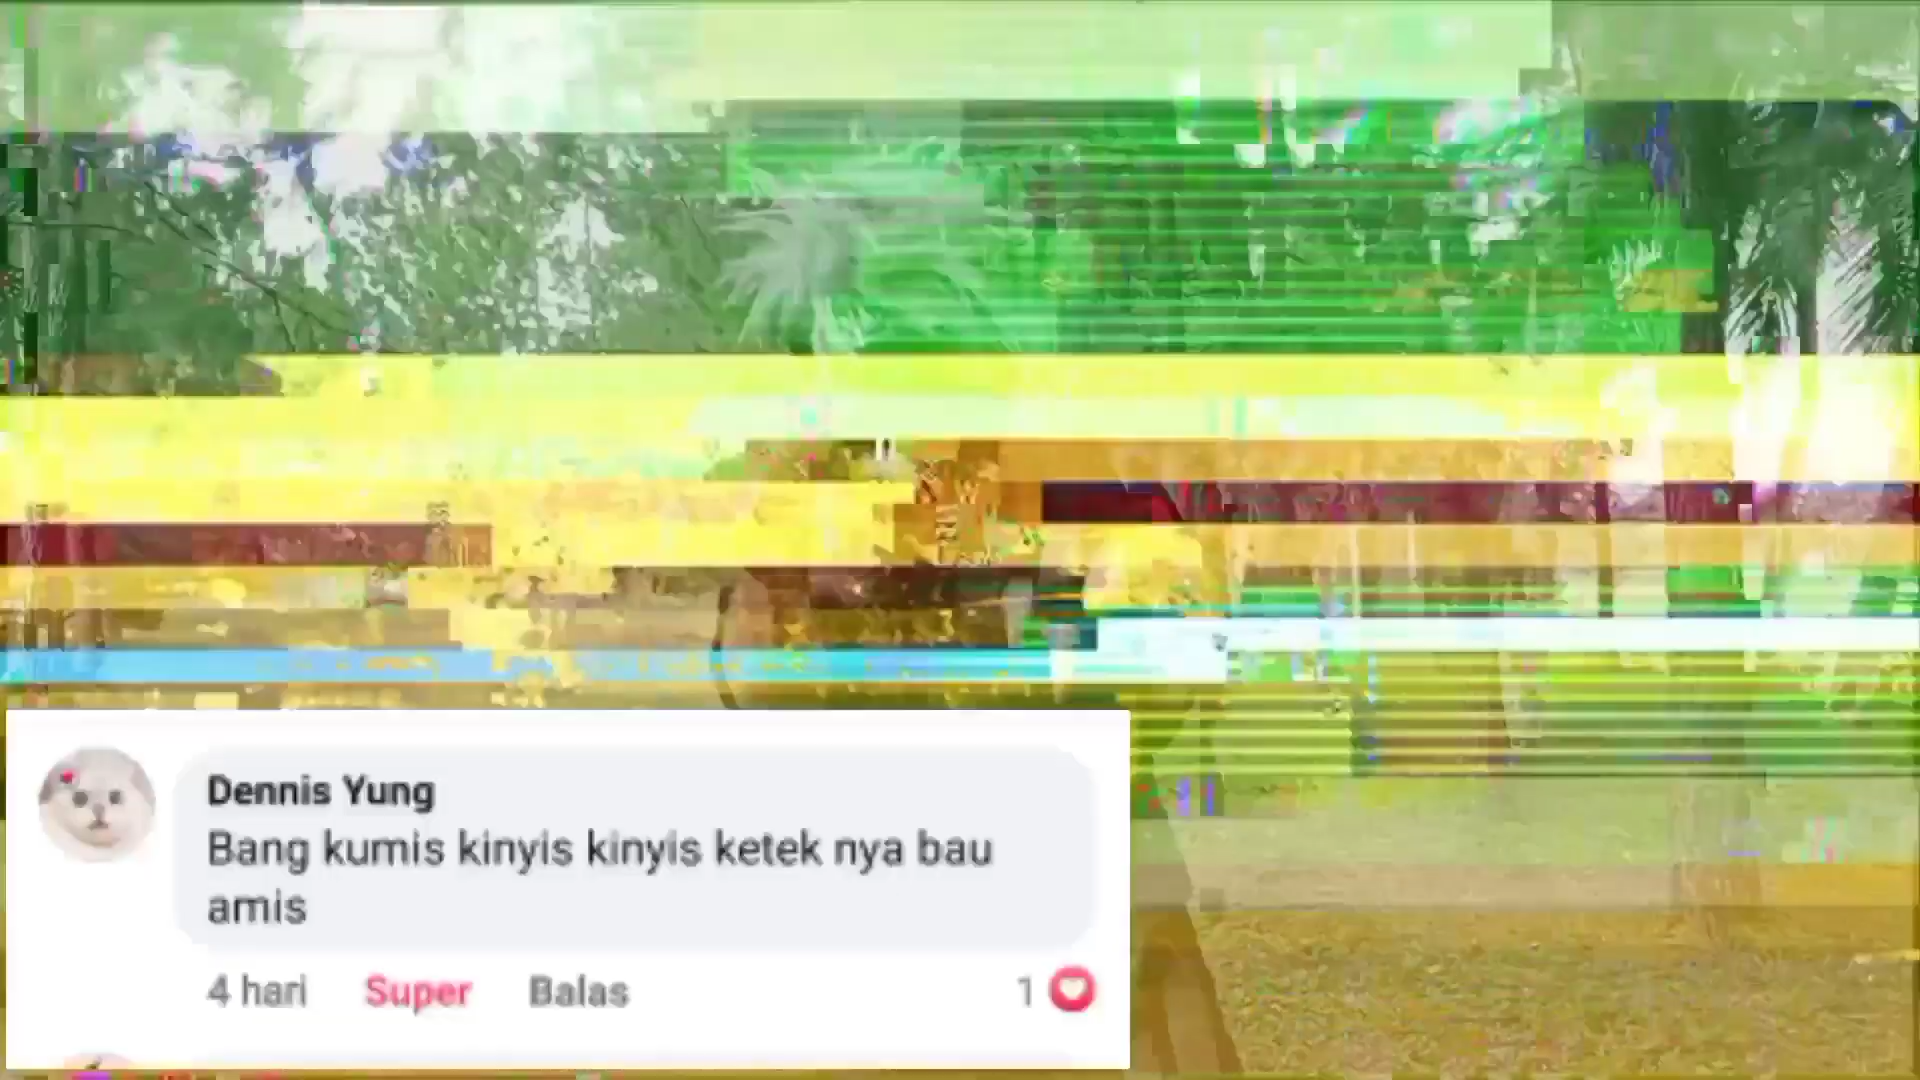 Dennis Yung
Bang kumis kinyis kinyis ketek nya bau
amis
4 hari Super Balas 1